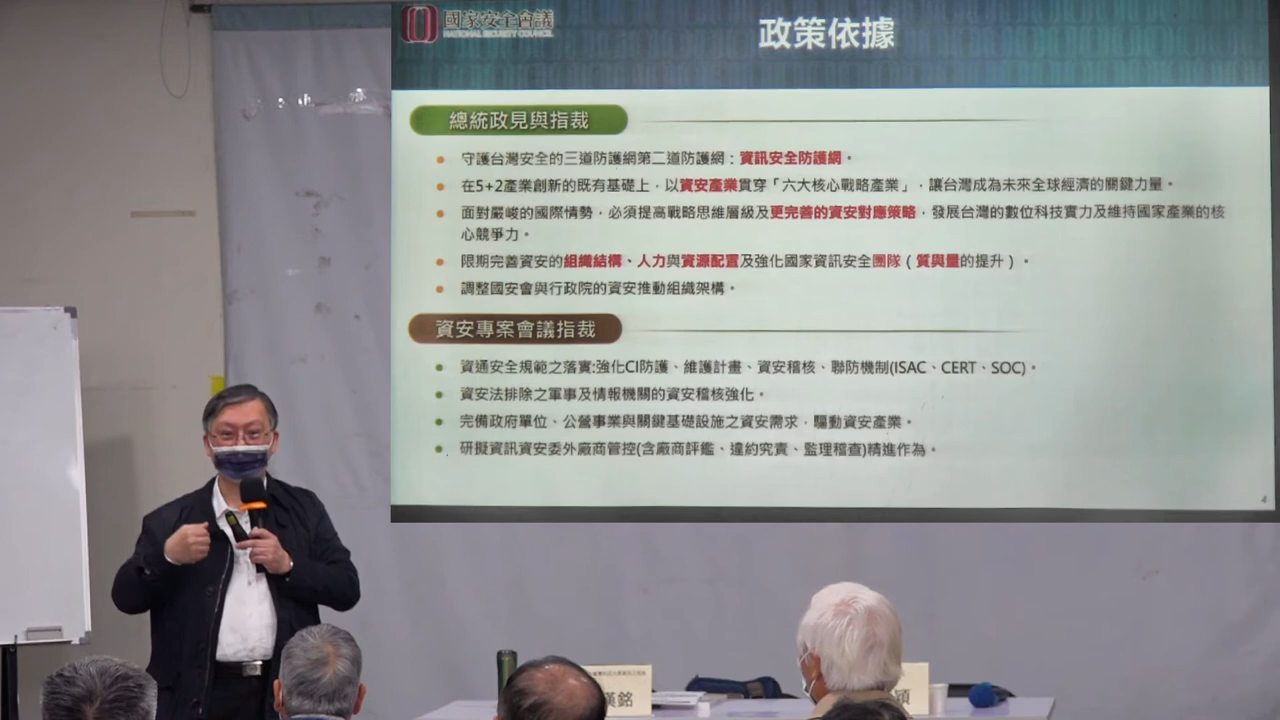 國家安全會議
NATIONAL SECURITY COUNCIL
政策依據
總統政見與指裁
守護台灣安全的三道防護網第二道防護網：資訊安全防護網。
在5+2產業創新的既有基礎上，以資安產業貫穿「六大核心戰略產業」，讓台灣成為未來全球經濟的關鍵力量。
面對嚴峻的國際情勢，必須提高戰略思維層級及更完善的資安對應策略，發展台灣的數位科技實力及維持國家產業的核
心競爭力。
限期完善資安的組織結構、人力與資源配置及強化國家資訊安全團隊（質與量的提升）。
調整國安會與行政院的資安推動組織架構。
資安專案會議指裁
資通安全規範之落實:強化CI防護、維護計畫、資安稽核、聯防機制(ISAC、CERT、SOC)。
資安法排除之軍事及情報機關的資安稽核強化。
完備政府單位、公營事業與關鍵基礎設施之資安需求，驅動資安產業。
研擬資訊資安委外廠商管控(含廠商評鑑、違約究責、監理稽查)精進作為。
4
漢銘
穎